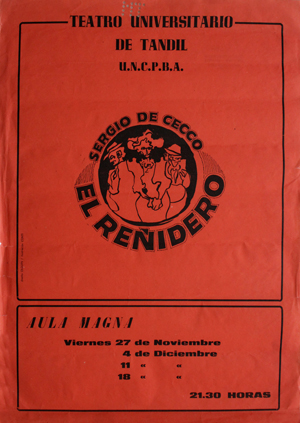 TEATRO UNIVERSITARIO
DE TANDIL
U.N.C.P.B.A.
SERGIO DE CECCO
EL REÑIDERO
AULA MAGNA
Viernes 27 de Noviembre
4 de Diciembre
11 " "
18 " "
21.30 HORAS